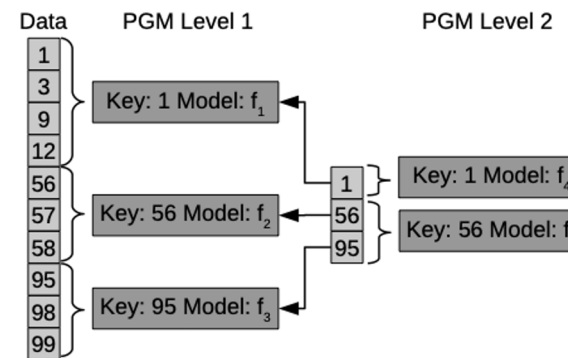 Data PGM Level 1 PGM Level 2
1
3
9
12
56
57
58
95
98
99
Key: 1 Model: f1
Key: 56 Model: f2
Key: 95 Model: f3
1
56
95
Key: 1 Model: f4
Key: 56 Model: f